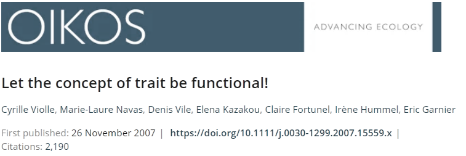 OIKOS
ADVANCING ECOLOGY
Let the concept of trait be functional!
Cyrille Violle, Marie-Laure Navas, Denis Vile, Elena Kazakou, Claire Fortunel, Irène Hummel, Eric Garnier
First published: 26 November 2007 | https://doi.org/10.1111/j.0030-1299.2007.15559.x |
Citations: 2,190